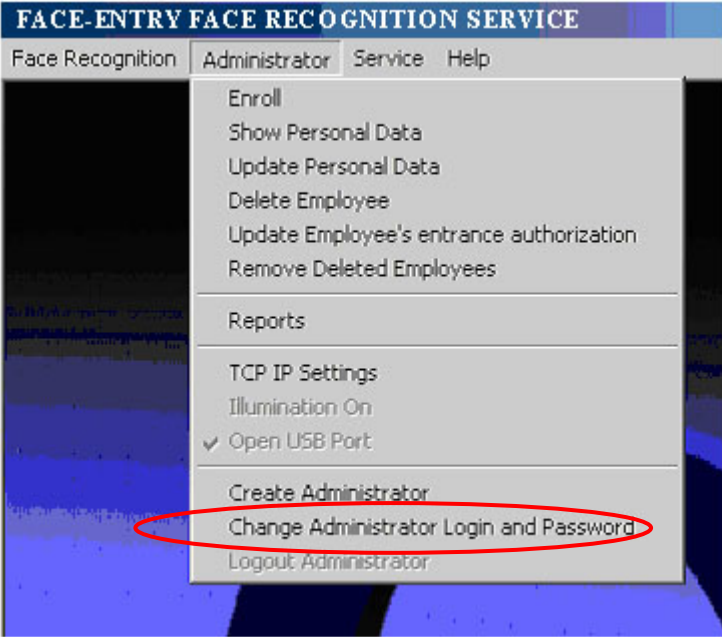 FACE-ENTRY FACE RECOGNITION SERVICE
Face Recognition Administrator Service Help
Enroll
Show Personal Data
Update Personal Data
Delete Employee
Update Employee's entrance authorization
Remove Deleted Employees
Reports
TCP IP Settings
Illumination On
Open USB Port
Create Administrator
Change Administrator Login and Password
Logout Administrator